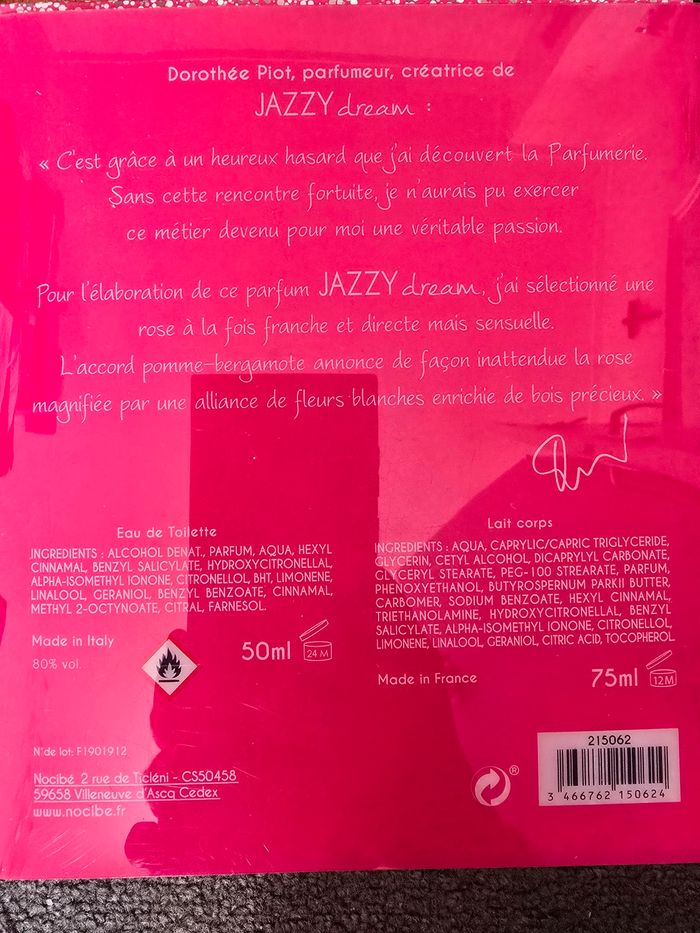 Dorothée Piot, parfumeur, créatrice de
JAZZY dream :
« C'est grâce à un heureux hasard que j'ai découvert la Parfumerie.
Sans cette rencontre fortuite, je n'aurais pu exercer
ce métier devenu pour moi une véritable passion.
Pour l'élaboration de ce parfum JAZZY dream, j'ai sélectionné une
rose à la fois franche et directe mais sensuelle.
L'accord pomme-bergamote annonce de façon inattendue la rose
magnifiée par une alliance de fleurs blanches enrichie de bois précieux. »
Eau de Toilette
INGREDIENTS : ALCOHOL DENAT., PARFUM, AQUA, HEXYL
CINNAMAL, BENZYL SALICYLATE, HYDROXYCITRONELLAL,
ALPHA-ISOMETHYL IONONE, CITRONELLOL, BHT, LIMONENE,
LINALOOL, GERANIOL, BENZYL BENZOATE, CINNAMAL,
METHYL 2-OCTYNOATE, CITRAL, FARNESOL.
Made in Italy
80% vol.
50ml
24 M
Lait corps
INGREDIENTS : AQUA, CAPRYLIC/CAPRIC TRIGLYCERIDE,
GLYCERIN, CETYL ALCOHOL, DICAPRYLYL CARBONATE,
GLYCERYL STEARATE, PEG-100 STREARATE, PARFUM,
PHENOXYETHANOL, BUTYROSPERNUM PARKII BUTTER,
CARBOMER, SODIUM BENZOATE, HEXYL CINNAMAL,
TRIETHANOLAMINE, HYDROXYCITRONELLAL, BENZYL
SALICYLATE, ALPHA-ISOMETHYL IONONE, CITRONELLOL,
LIMONENE, LINALOOL, GERANIOL, CITRIC ACID, TOCOPHEROL.
Made in France
75ml
12M
N° de lot: F1901912
Nocibé 2 rue de Ticléni - CS50458
59658 Villeneuve d'Ascq Cedex
www.nocibe.fr
®
215062
3 466762 150624